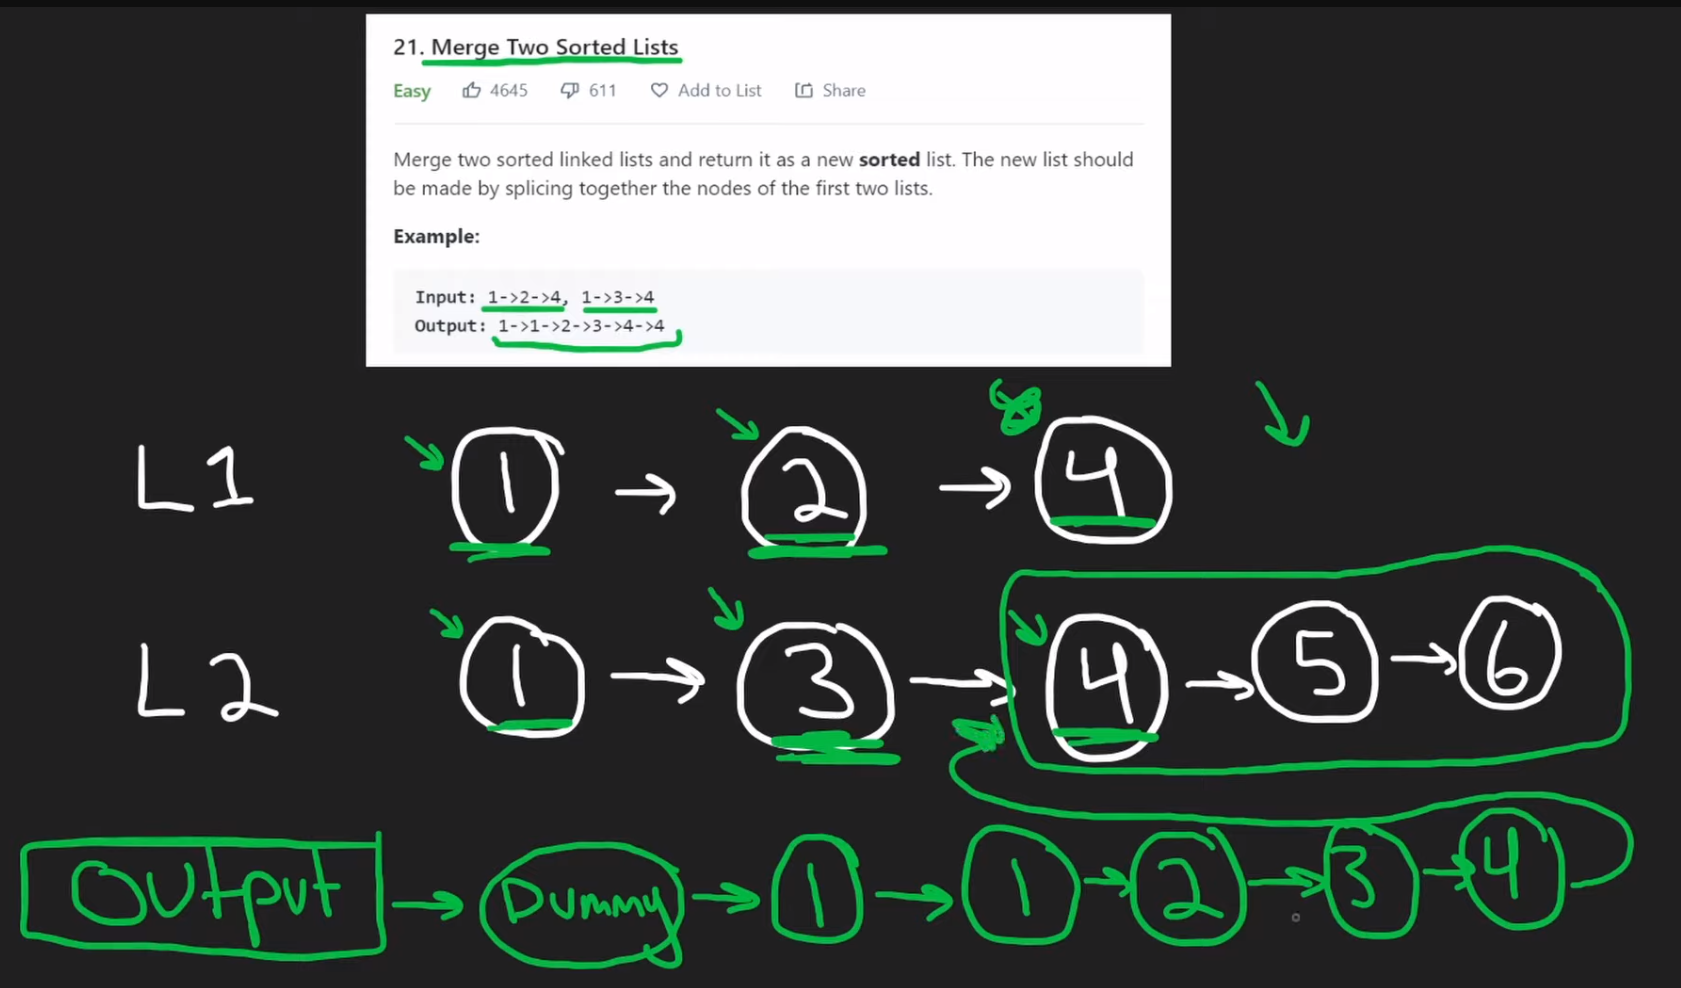 21. Merge Two Sorted Lists
Easy 4645 611 Add to List Share
Merge two sorted linked lists and return it as a new sorted list. The new list should
be made by splicing together the nodes of the first two lists.
Example:
Input: 1->2->4, 1->3->4
Output: 1->1->2->3->4->4
L1 1 → 2 → 4
L2 1 → 3 → 4 → 5 → 6
OUtpUt → DUmmy → 1 → 1 → 2 → 3 → 4